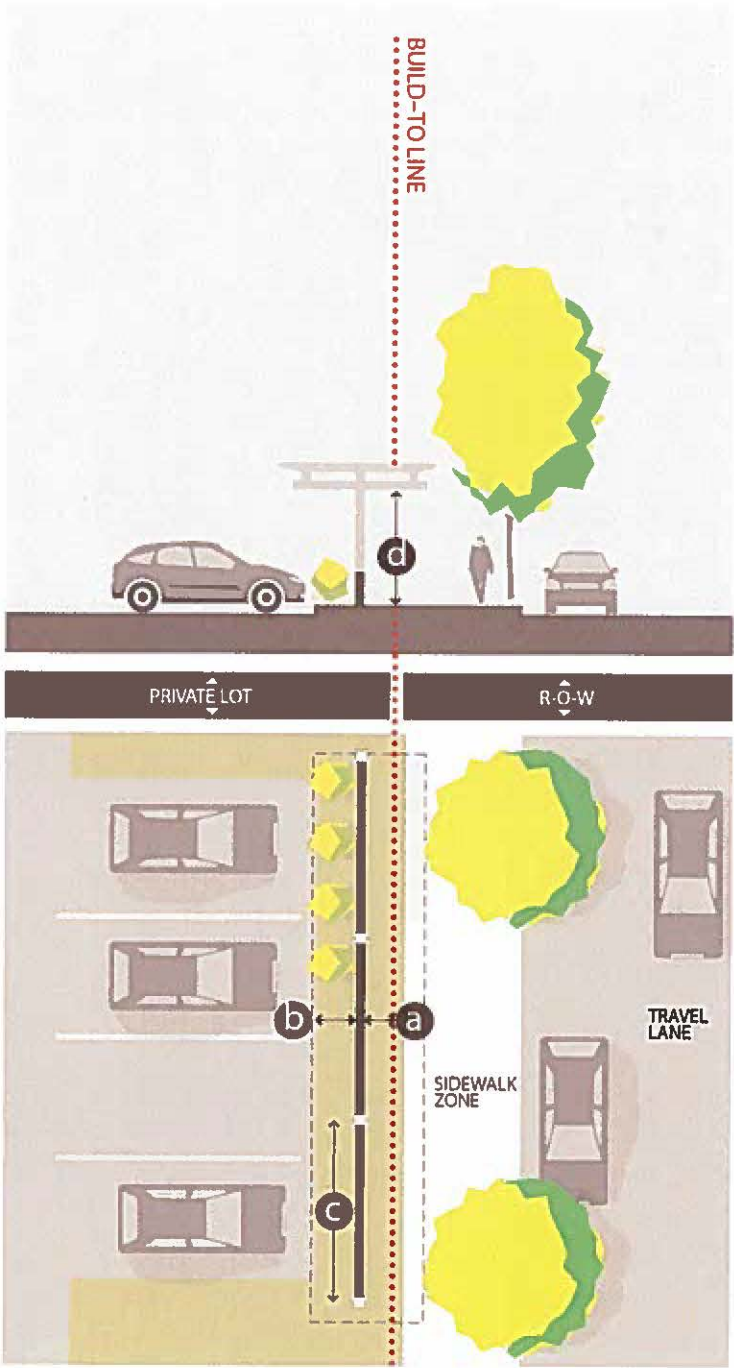 BUILD-TO LINE
d
PRIVATE LOT
R-O-W
b
a
TRAVEL
LANE
SIDEWALK
ZONE
c